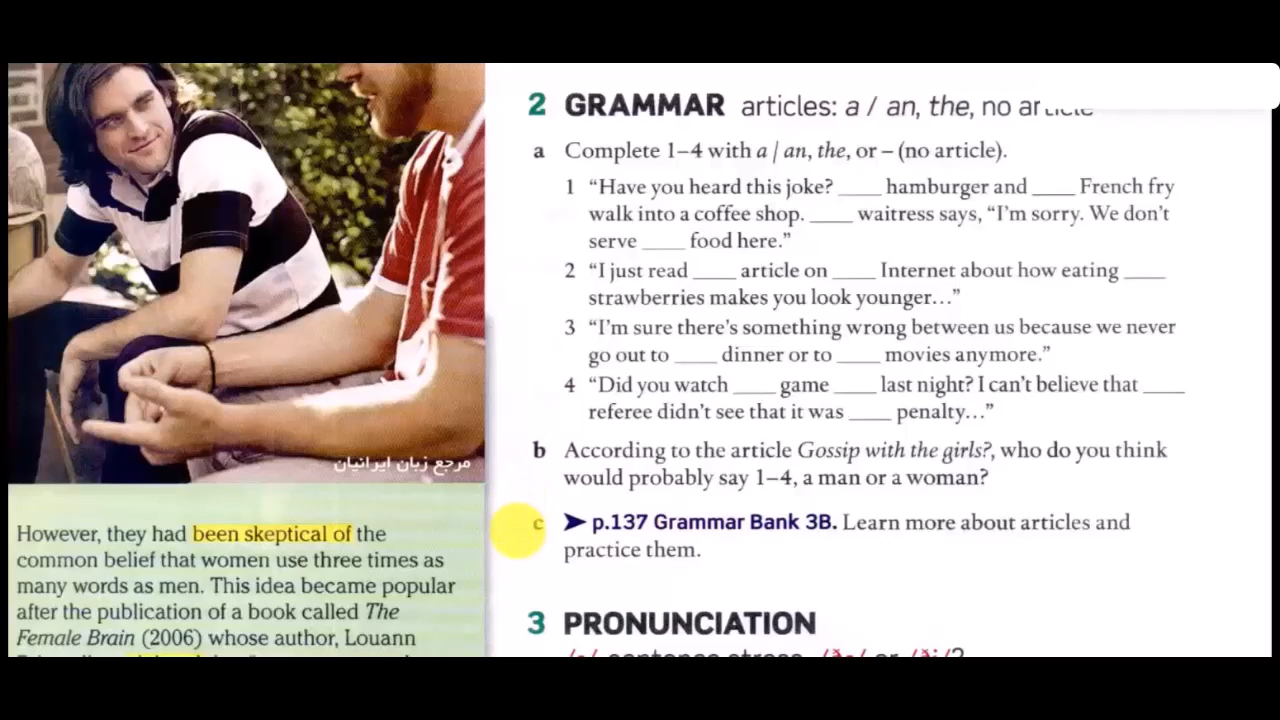 2 GRAMMAR articles: a / an, the, no article
a Complete 1–4 with a / an, the, or – (no article).
1 “Have you heard this joke? ____ hamburger and ____ French fry
walk into a coffee shop. ____ waitress says, “I'm sorry. We don't
serve ____ food here.”
2 “I just read ____ article on ____ Internet about how eating ____
strawberries makes you look younger…”
3 “I'm sure there's something wrong between us because we never
go out to ____ dinner or to ____ movies anymore.”
4 “Did you watch ____ game ____ last night? I can't believe that ____
referee didn't see that it was ____ penalty…”
b According to the article Gossip with the girls?, who do you think
would probably say 1–4, a man or a woman?
c ➤ p.137 Grammar Bank 3B. Learn more about articles and
practice them.
3 PRONUNCIATION
sentence stress, /ðə/ or /ði/?
مرجع زبان ایرانیان
However, they had been skeptical of the
common belief that women use three times as
many words as men. This idea became popular
after the publication of a book called The
Female Brain (2006) whose author, Louann